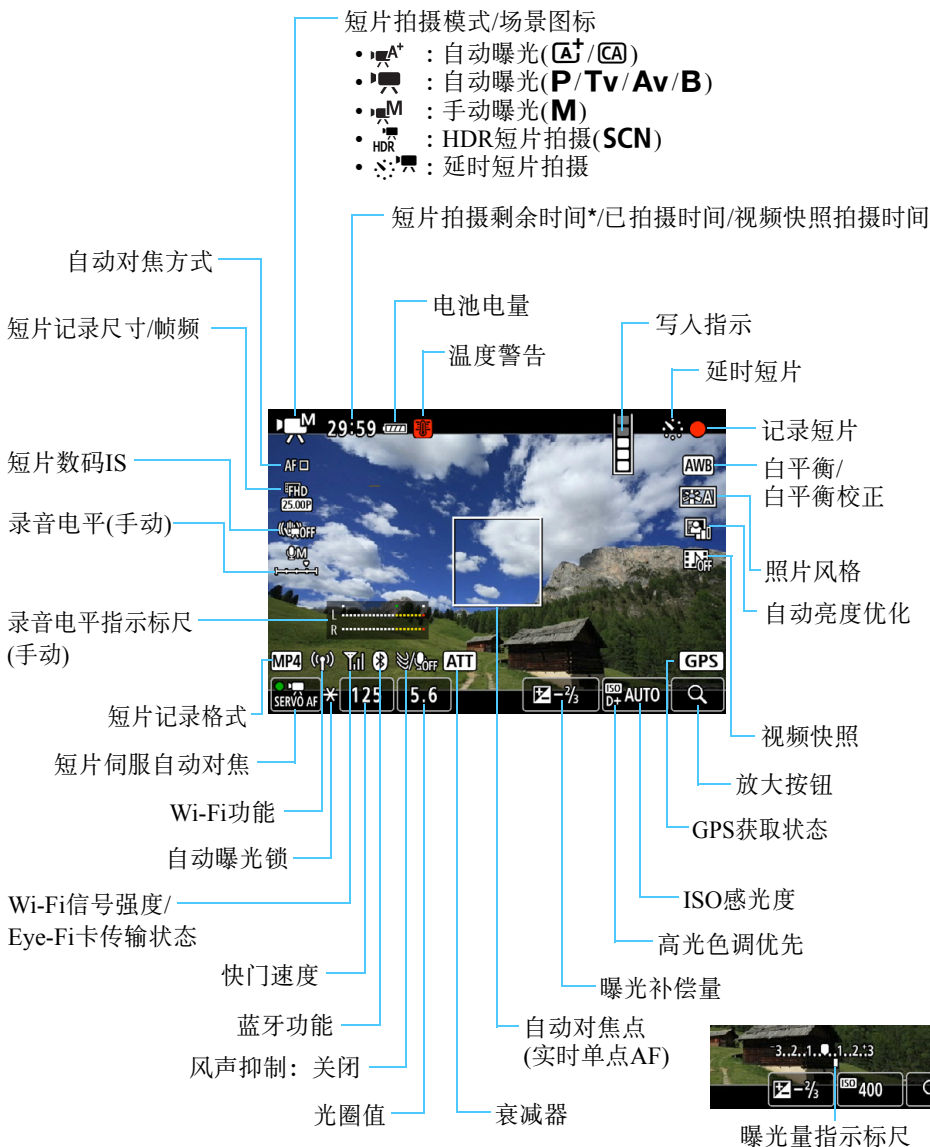 短片拍摄模式/场景图标
• A⁺ : 自动曝光(A⁺/CA)
• : 自动曝光(P/Tv/Av/B)
• M : 手动曝光(M)
• HDR : HDR短片拍摄(SCN)
• : 延时短片拍摄
短片拍摄剩余时间*/已拍摄时间/视频快照拍摄时间
自动对焦方式
电池电量
写入指示
短片记录尺寸/帧频
温度警告
延时短片
M 29:59
记录短片
AF
AWB
白平衡/
白平衡校正
短片数码IS
FHD
25.00P
A
OFF
录音电平(手动)
M
OFF
照片风格
自动亮度优化
录音电平指示标尺
(手动)
L
R
MP4 OFF ATT GPS
SERVO AF * 125 5.6 -2/3 ISO D+ AUTO
短片记录格式
视频快照
短片伺服自动对焦
放大按钮
Wi-Fi功能
GPS获取状态
自动曝光锁
Wi-Fi信号强度/
Eye-Fi卡传输状态
ISO感光度
高光色调优先
快门速度
曝光补偿量
蓝牙功能
自动对焦点
(实时单点AF)
风声抑制：关闭
光圈值
衰减器
-3..2..1..0..1..2.+3
-2/3 ISO 400
曝光量指示标尺